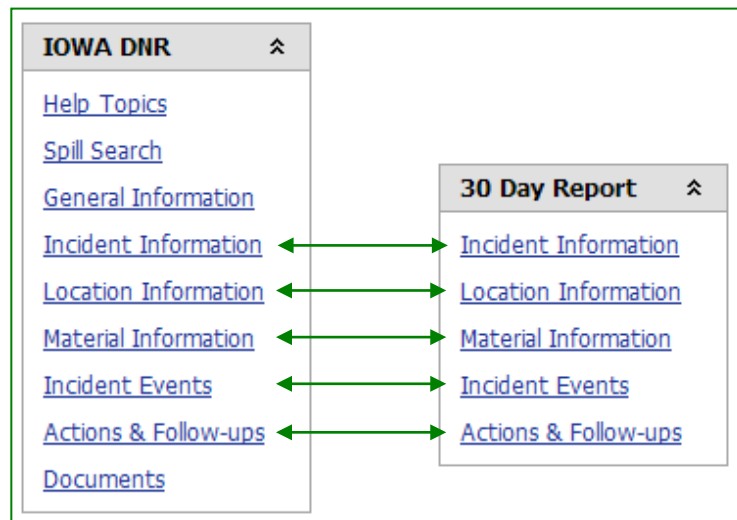 IOWA DNR
Help Topics
Spill Search
General Information
Incident Information
Location Information
Material Information
Incident Events
Actions & Follow-ups
Documents
30 Day Report
Incident Information
Location Information
Material Information
Incident Events
Actions & Follow-ups